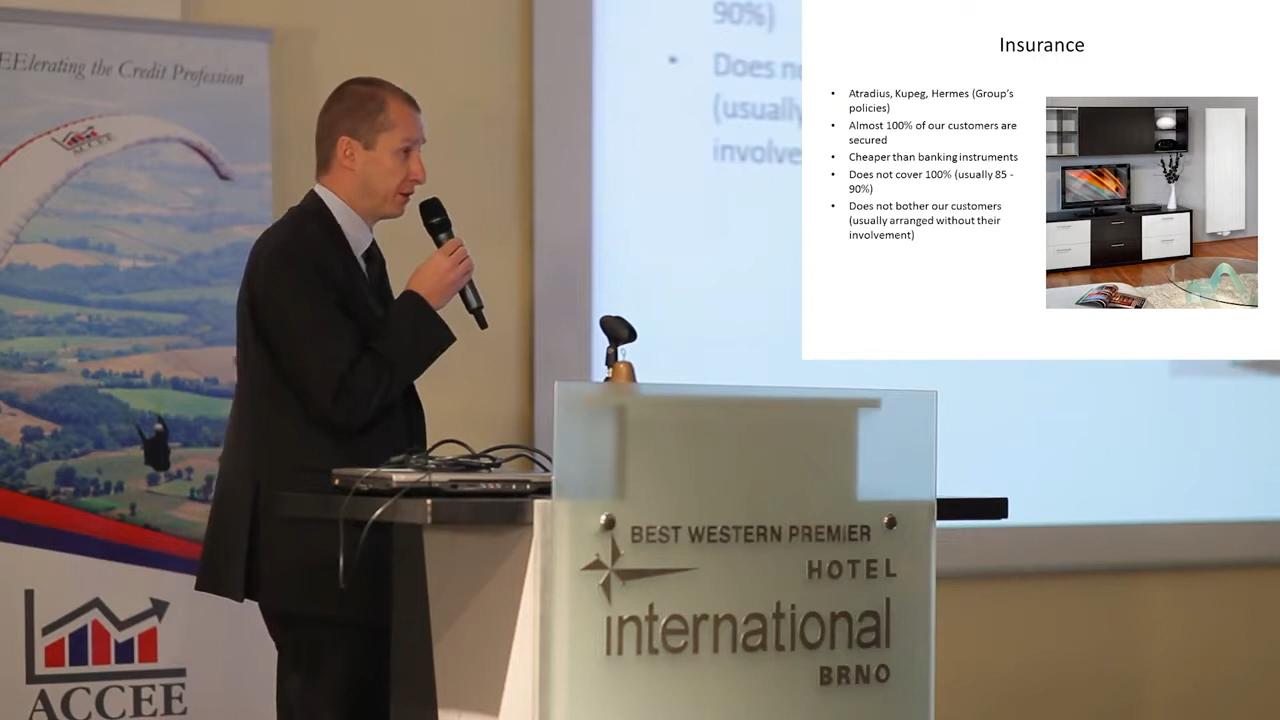 EElerating the Credit Profession
ACCEE
ACCEE
90%)
• Does no
(usually
involve
Insurance
• Atradius, Kupeg, Hermes (Group's
policies)
• Almost 100% of our customers are
secured
• Cheaper than banking instruments
• Does not cover 100% (usually 85 -
90%)
• Does not bother our customers
(usually arranged without their
involvement)
BEST WESTERN PREMIER
HOTEL
international
BRNO